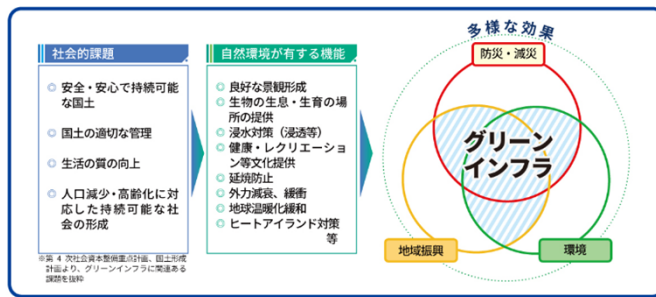 社会的課題
◎ 安全・安心で持続可能
な国土
◎ 国土の適切な管理
◎ 生活の質の向上
◎ 人口減少・高齢化に対
応した持続可能な社
会の形成
※第 4 次社会資本整備重点計画、国土形成
計画より、グリーンインフラに関連ある
課題を抜粋
自然環境が有する機能
◎ 良好な景観形成
◎ 生物の生息・生育の場
所の提供
◎ 浸水対策（浸透等）
◎ 健康・レクリエーショ
ン等文化提供
◎ 延焼防止
◎ 外力減衰、緩衝
◎ 地球温暖化緩和
◎ ヒートアイランド対策
等
多様な効果
防災・減災
グリーン
インフラ
地域振興
環境